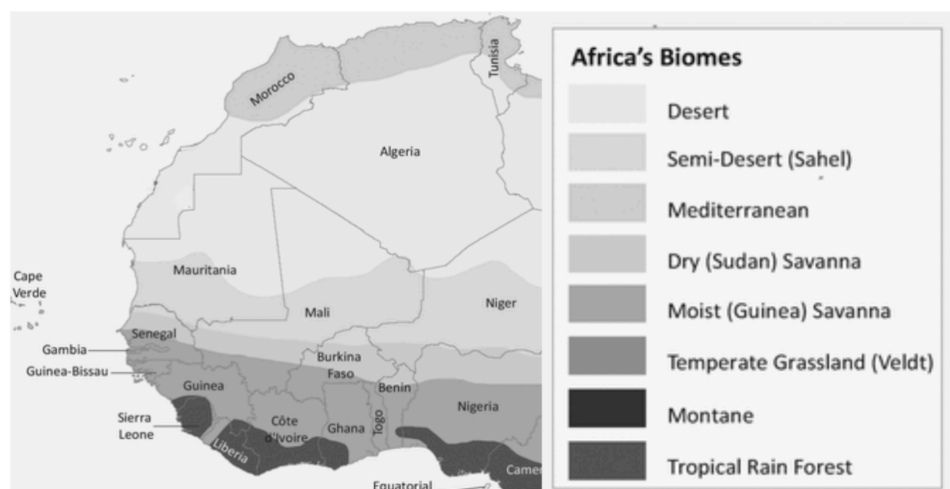 Morocco
Tunisia
Algeria
Mauritania
Mali
Niger
Cape
Verde
Senegal
Gambia
Guinea-Bissau
Guinea
Burkina
Faso
Benin
Nigeria
Sierra
Leone
Liberia
Côte
d'Ivoire
Ghana
Togo
Camer
Equatorial
Africa's Biomes
Desert
Semi-Desert (Sahel)
Mediterranean
Dry (Sudan) Savanna
Moist (Guinea) Savanna
Temperate Grassland (Veldt)
Montane
Tropical Rain Forest